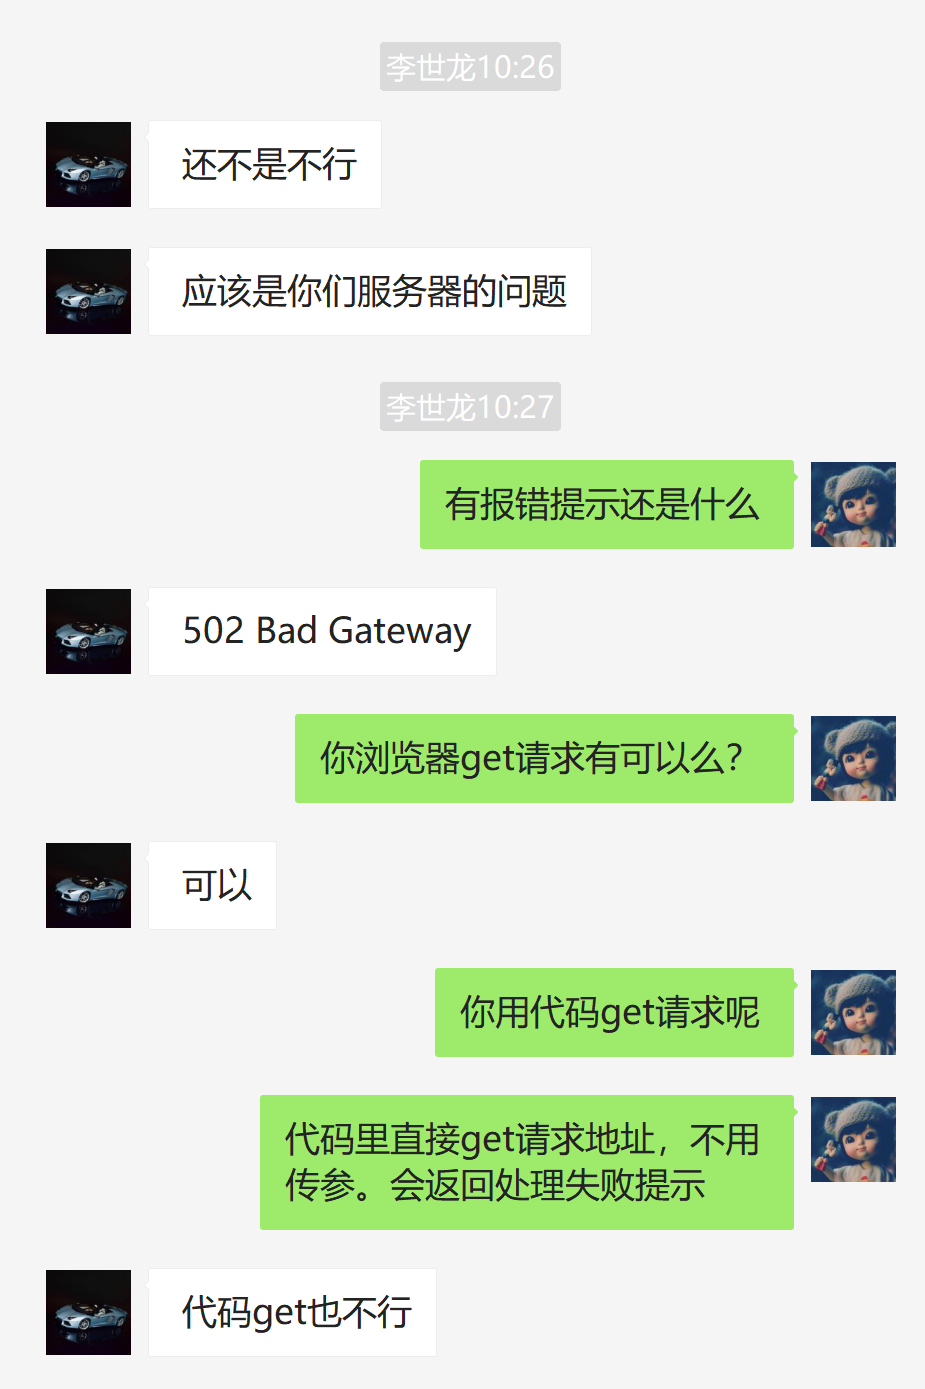 李世龙10:26
还不是不行
应该是你们服务器的问题
李世龙10:27
有报错提示还是什么
502 Bad Gateway
你浏览器get请求有可以么？
可以
你用代码get请求呢
代码里直接get请求地址，不用
传参。会返回处理失败提示
代码get也不行